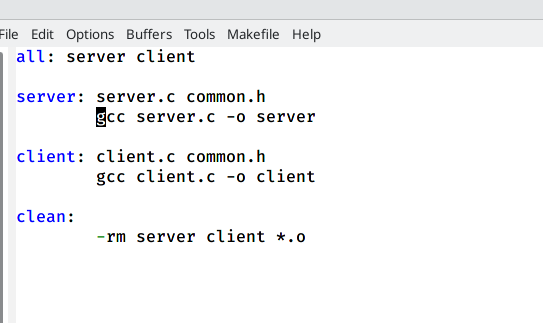 File Edit Options Buffers Tools Makefile Help
all: server client
server: server.c common.h
gcc server.c -o server
client: client.c common.h
gcc client.c -o client
clean:
-rm server client *.o